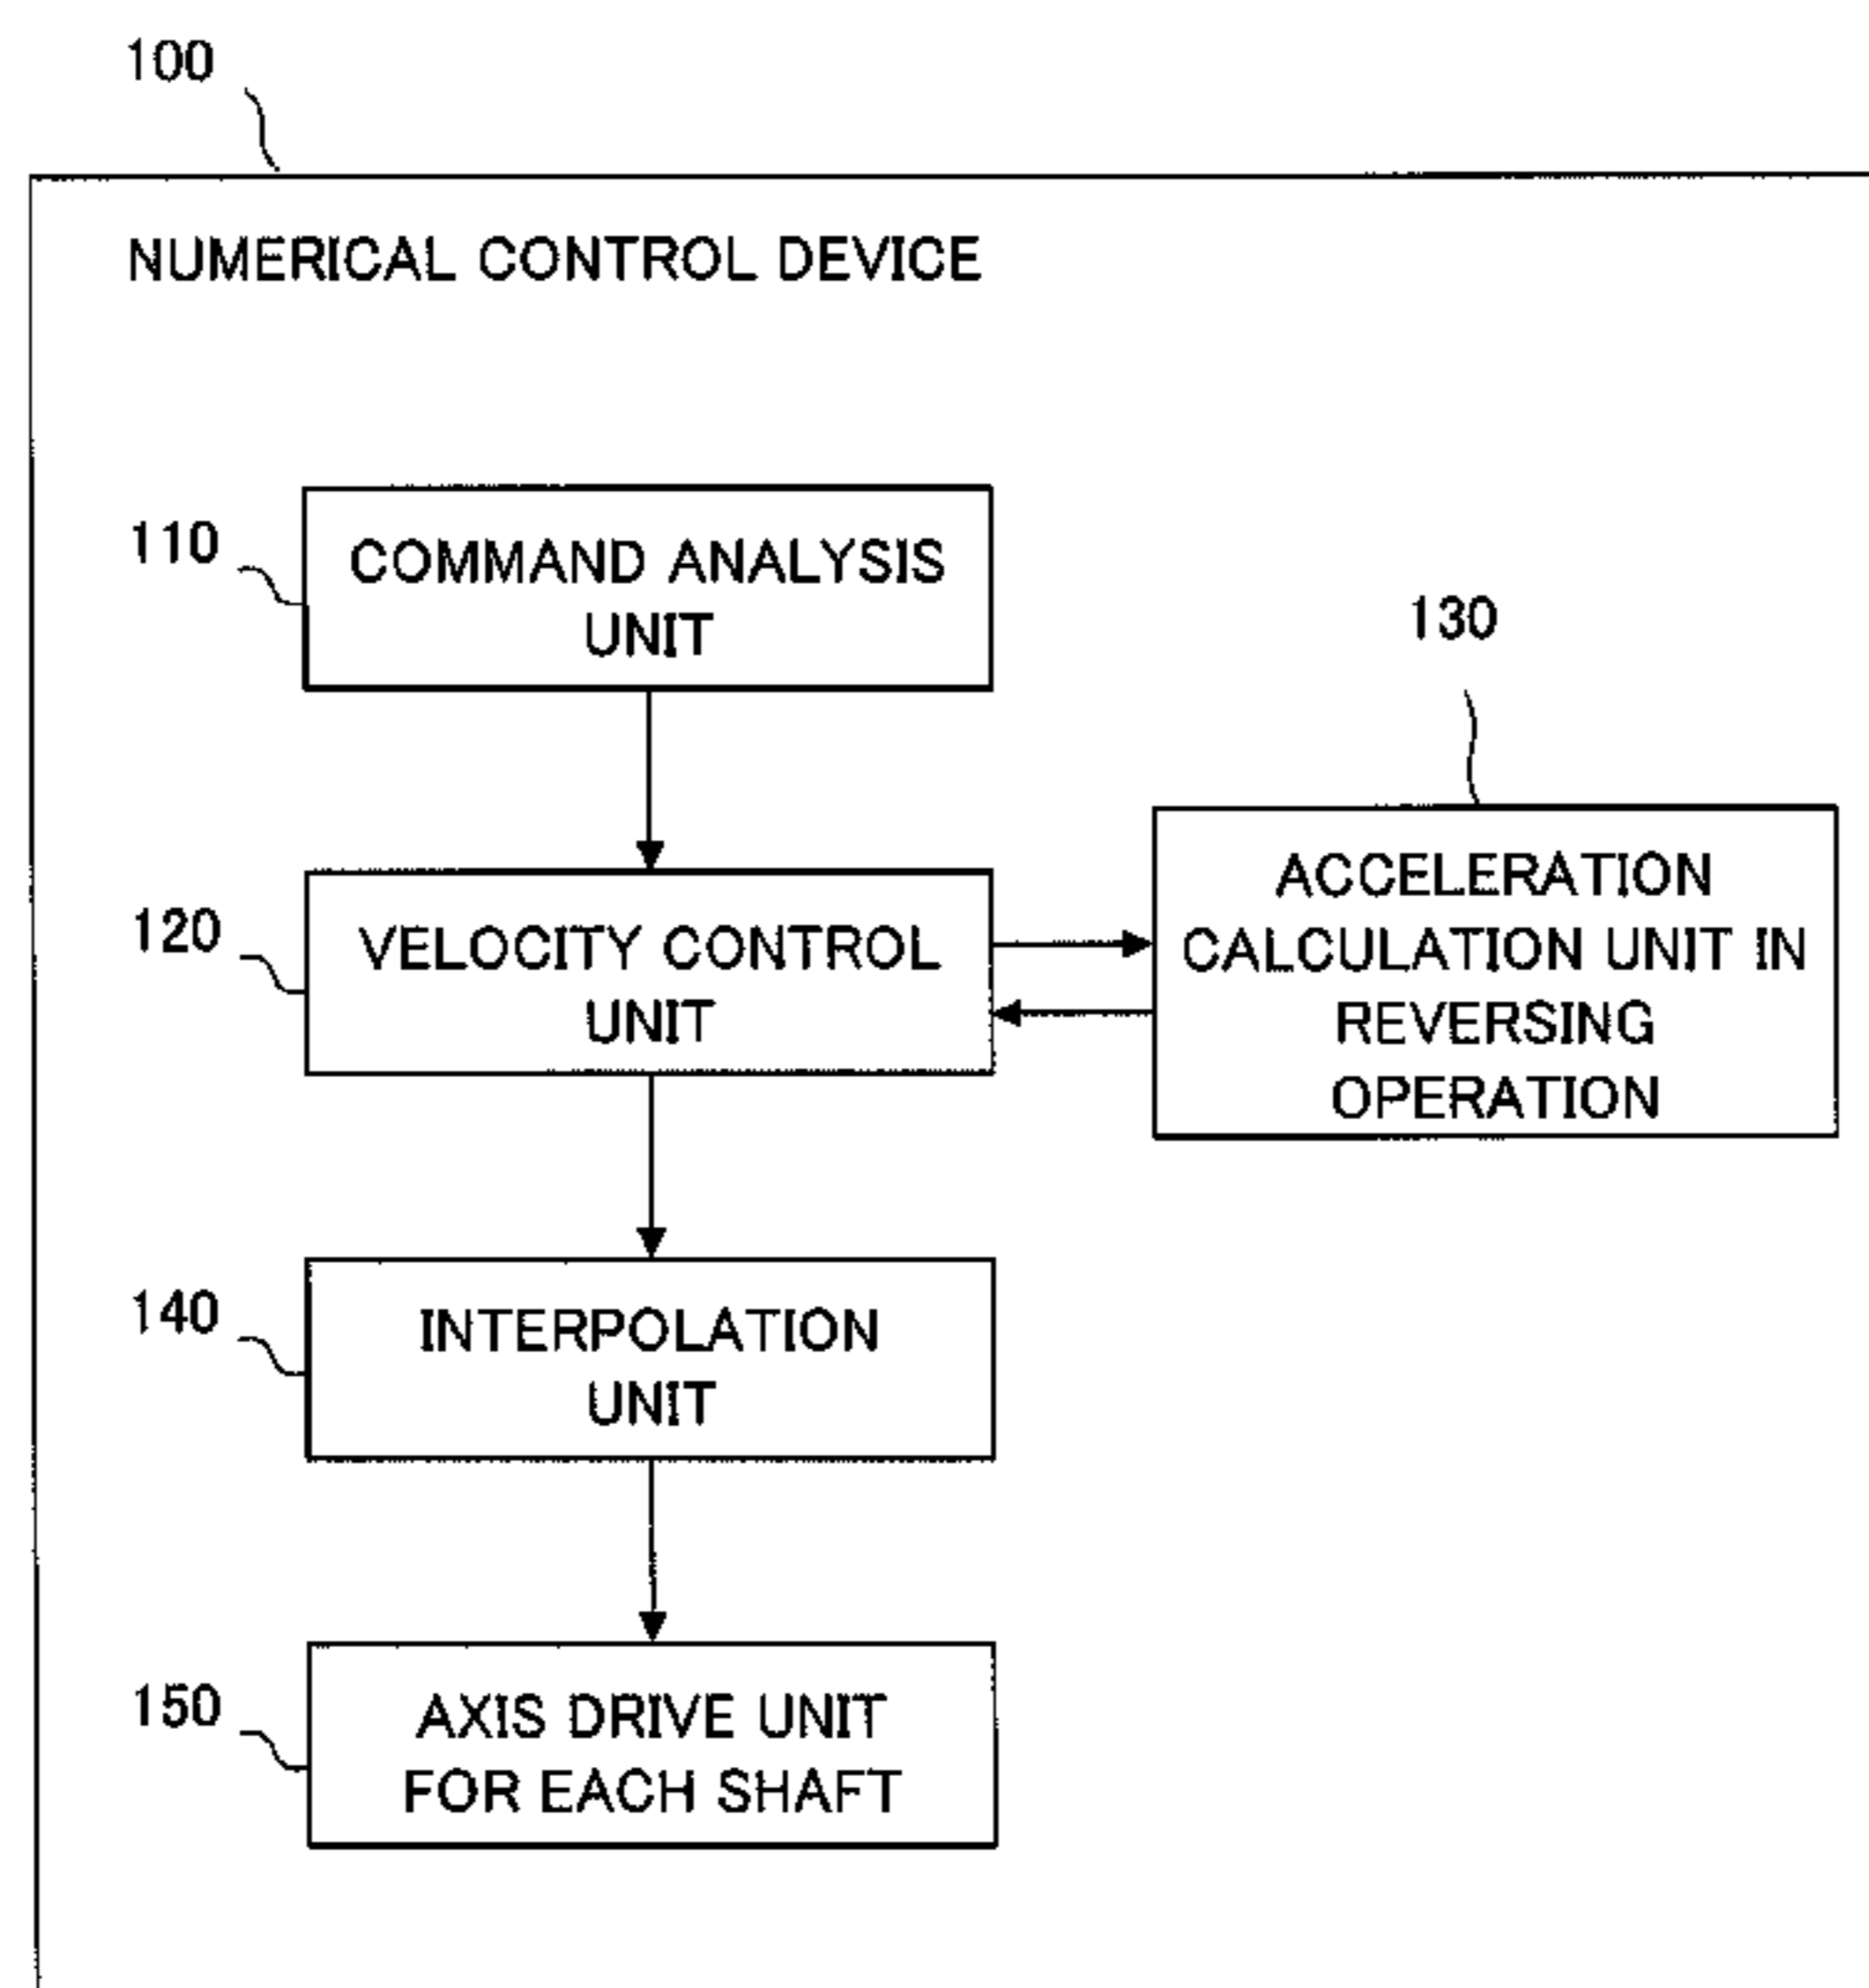 100
NUMERICAL CONTROL DEVICE
110
COMMAND ANALYSIS
UNIT
130
ACCELERATION
CALCULATION UNIT IN
REVERSING
OPERATION
120
VELOCITY CONTROL
UNIT
140
INTERPOLATION
UNIT
150
AXIS DRIVE UNIT
FOR EACH SHAFT